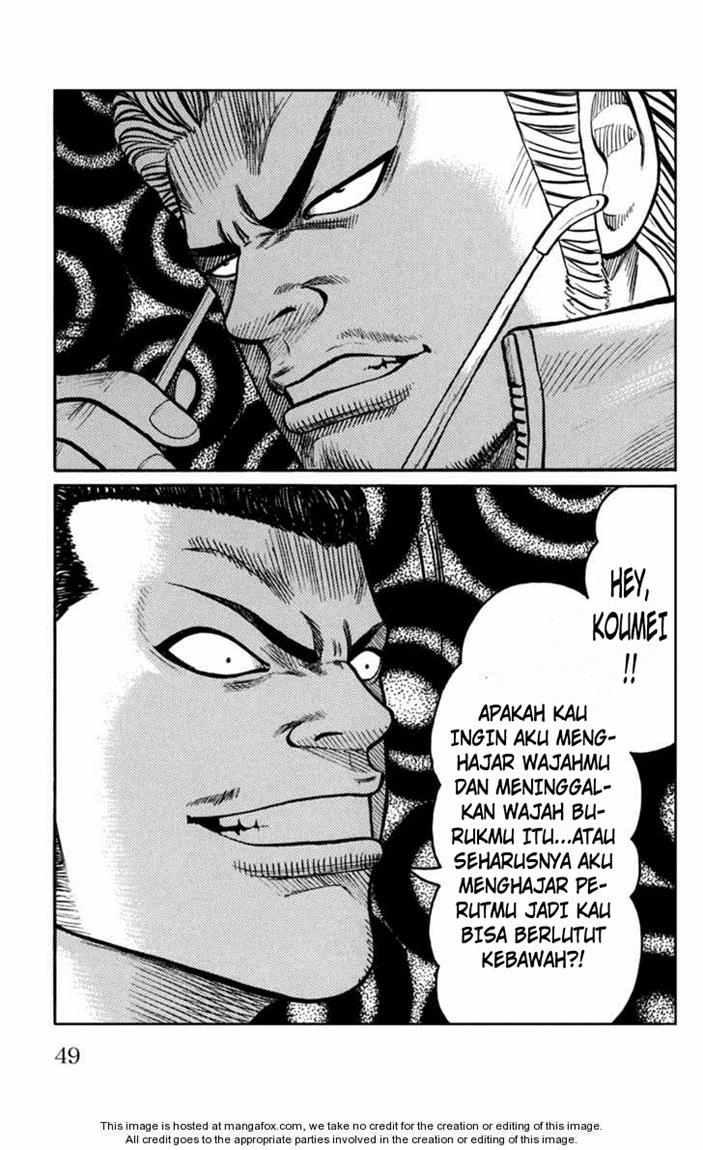 HEY,
KOUMEI
!!
APAKAH KAU
INGIN AKU MENG-
HAJAR WAJAHMU
DAN MENINGGAL-
KAN WAJAH BU-
RUKMU ITU...ATAU
SEHARUSNYA AKU
MENGHAJAR PE-
RUTMU JADI KAU
BISA BERLUTUT
KEBAWAH?!
49
This image is hosted at mangafox.com, we take no credit for the creation or editing of this image.
All credit goes to the appropriate parties involved in the creation or editing of this image.